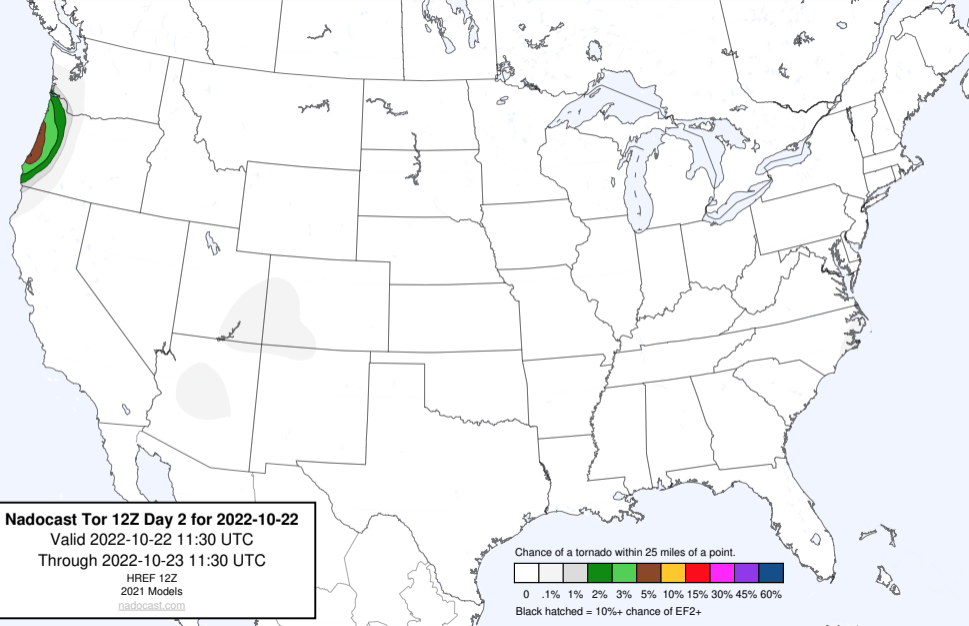 Nadocast Tor 12Z Day 2 for 2022-10-22
Valid 2022-10-22 11:30 UTC
Through 2022-10-23 11:30 UTC
HREF 12Z
2021 Models
nadocast.com
Chance of a tornado within 25 miles of a point.
0 .1% 1% 2% 3% 5% 10% 15% 30% 45% 60%
Black hatched = 10%+ chance of EF2+